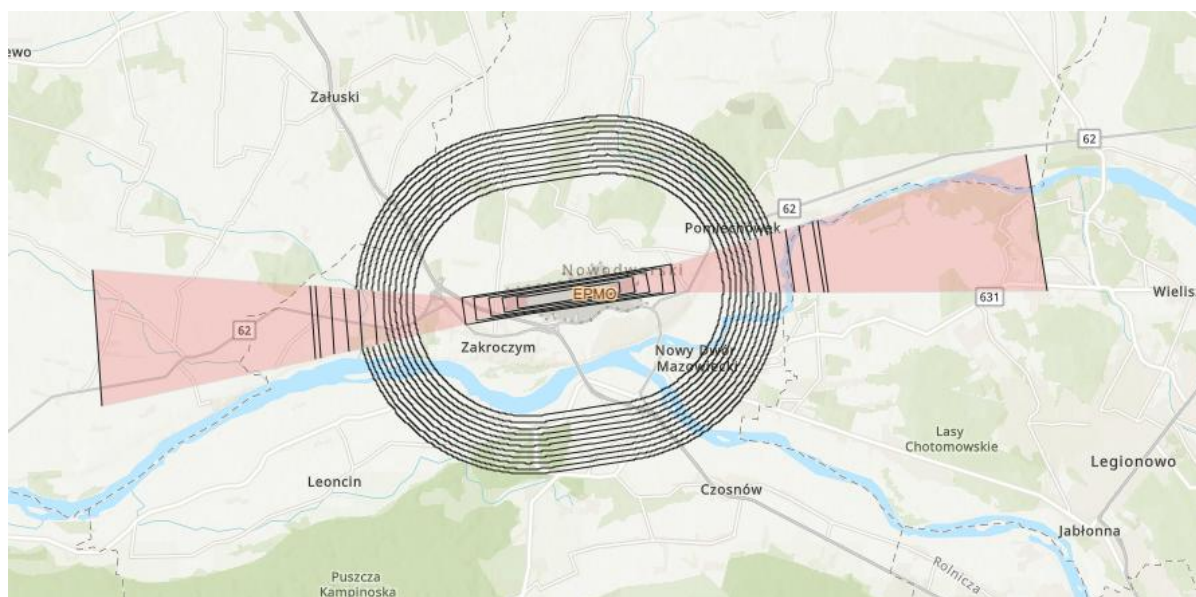 ewo
Załuski
62
62
Pomiechówek
Nowodworski
EPMO
631
Wielis
62
Zakroczym
Nowy Dwór
Mazowiecki
Lasy
Chotomowskie
Legionowo
Leoncin
Czosnów
Jabłonna
Rolnicza
Puszcza
Kampinoska